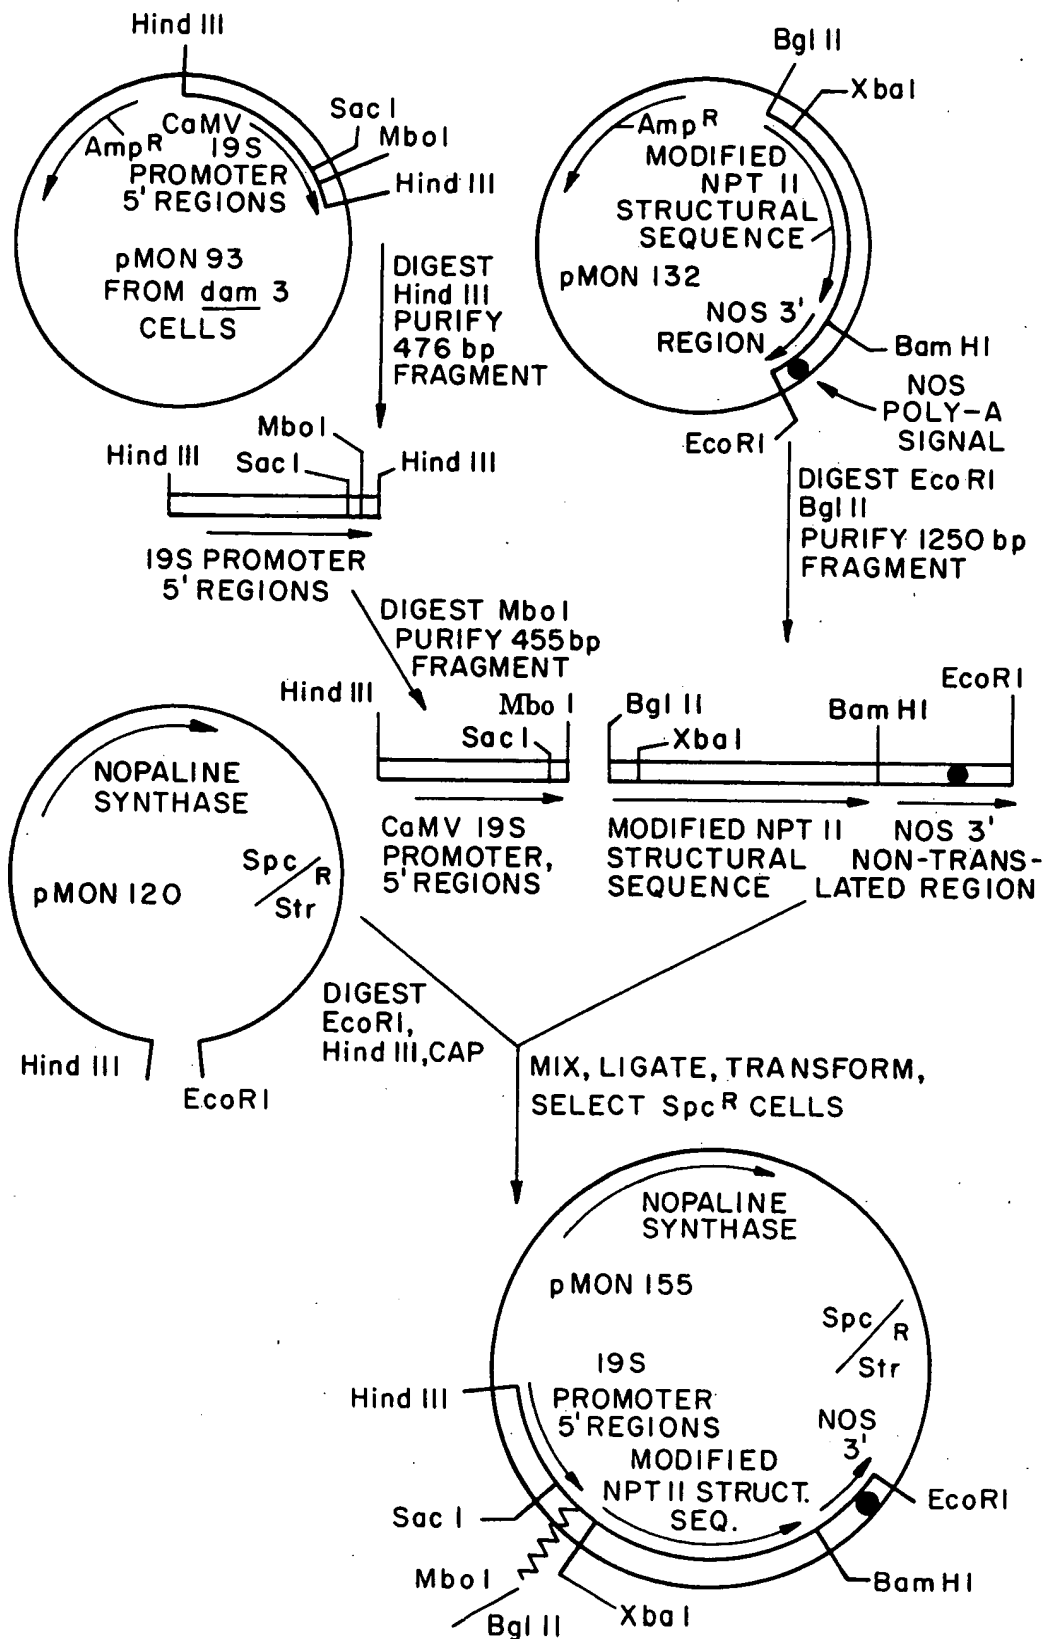 Hind III
Sac I
Mbo I
Hind III
Amp R
CaMV
19S
PROMOTER
5' REGIONS
pMON 93
FROM dam 3
CELLS
DIGEST
Hind III
PURIFY
476 bp
FRAGMENT
Bgl II
Xba I
Amp R
MODIFIED
NPT II
STRUCTURAL
SEQUENCE
pMON 132
NOS 3'
REGION
Bam HI
NOS
POLY-A
SIGNAL
EcoRI
DIGEST Eco RI
Bgl II
PURIFY 1250 bp
FRAGMENT
Hind III
Sac I
Mbo I
Hind III
19S PROMOTER
5' REGIONS
DIGEST Mbo I
PURIFY 455 bp
FRAGMENT
Hind III
Mbo I
Sac I
CaMV 19S
PROMOTER,
5' REGIONS
Bgl II
Xba I
Bam HI
EcoRI
MODIFIED NPT II
STRUCTURAL
SEQUENCE
NOS 3'
NON-TRANS-
LATED REGION
NOPALINE
SYNTHASE
pMON 120
Spc / R
Str
Hind III
EcoRI
DIGEST
EcoRI,
Hind III, CAP
MIX, LIGATE, TRANSFORM,
SELECT Spc R CELLS
NOPALINE
SYNTHASE
pMON 155
Spc / R
Str
Hind III
19S
PROMOTER
5' REGIONS
NOS
3'
MODIFIED
NPT II STRUCT.
SEQ.
Sac I
Mbo I
Bgl II
Xba I
Bam HI
EcoRI